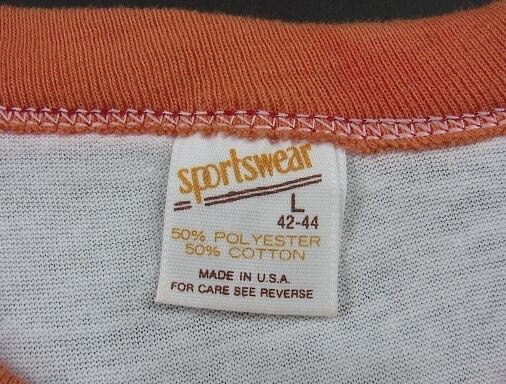 sportswear
L
42-44
50% POLYESTER
50% COTTON
MADE IN U.S.A.
FOR CARE SEE REVERSE